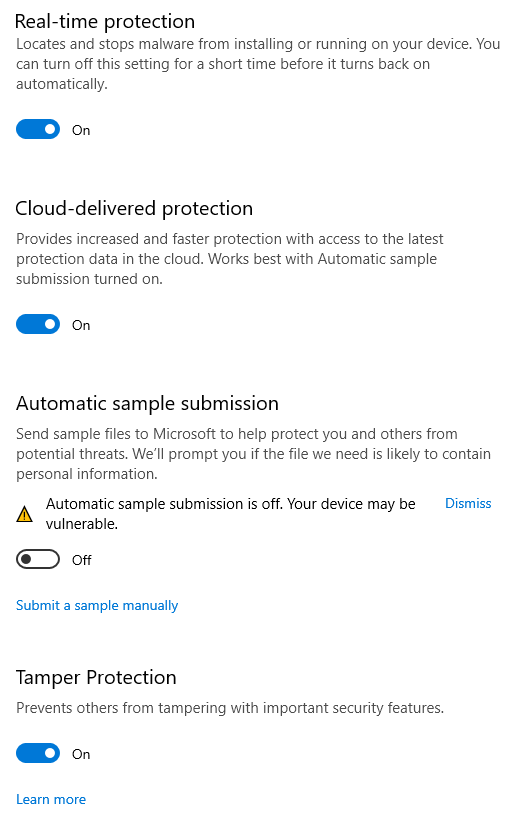 Real-time protection
Locates and stops malware from installing or running on your device. You
can turn off this setting for a short time before it turns back on
automatically.
On
Cloud-delivered protection
Provides increased and faster protection with access to the latest
protection data in the cloud. Works best with Automatic sample
submission turned on.
On
Automatic sample submission
Send sample files to Microsoft to help protect you and others from
potential threats. We'll prompt you if the file we need is likely to contain
personal information.
Automatic sample submission is off. Your device may be Dismiss
vulnerable.
Off
Submit a sample manually
Tamper Protection
Prevents others from tampering with important security features.
On
Learn more